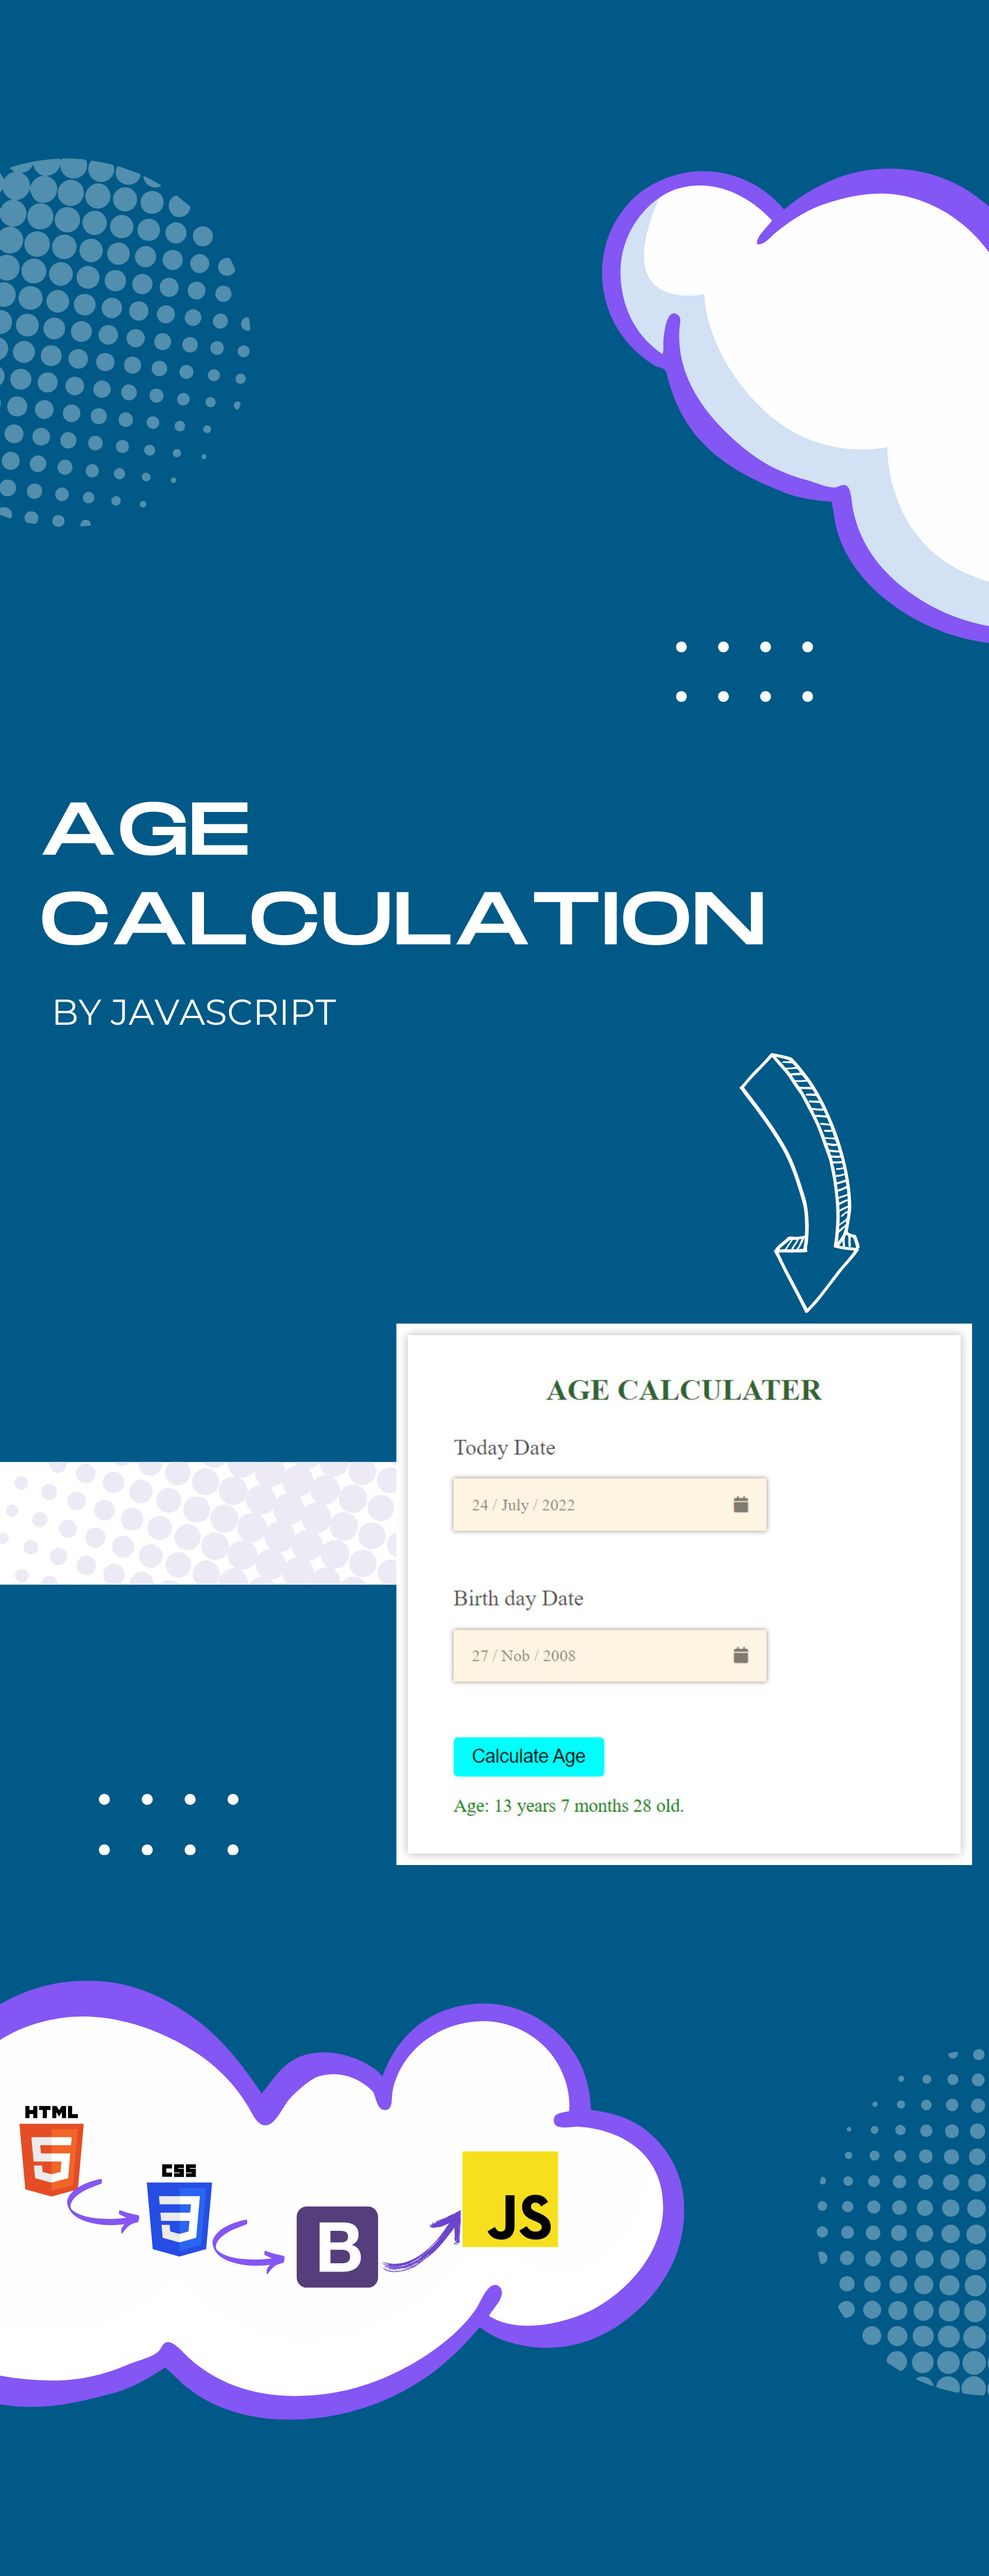 AGE
CALCULATION
BY JAVASCRIPT
AGE CALCULATER
Today Date
24 / July / 2022
Birth day Date
27 / Nob / 2008
Calculate Age
Age: 13 years 7 months 28 old.
HTML
5
CSS
3
B
JS